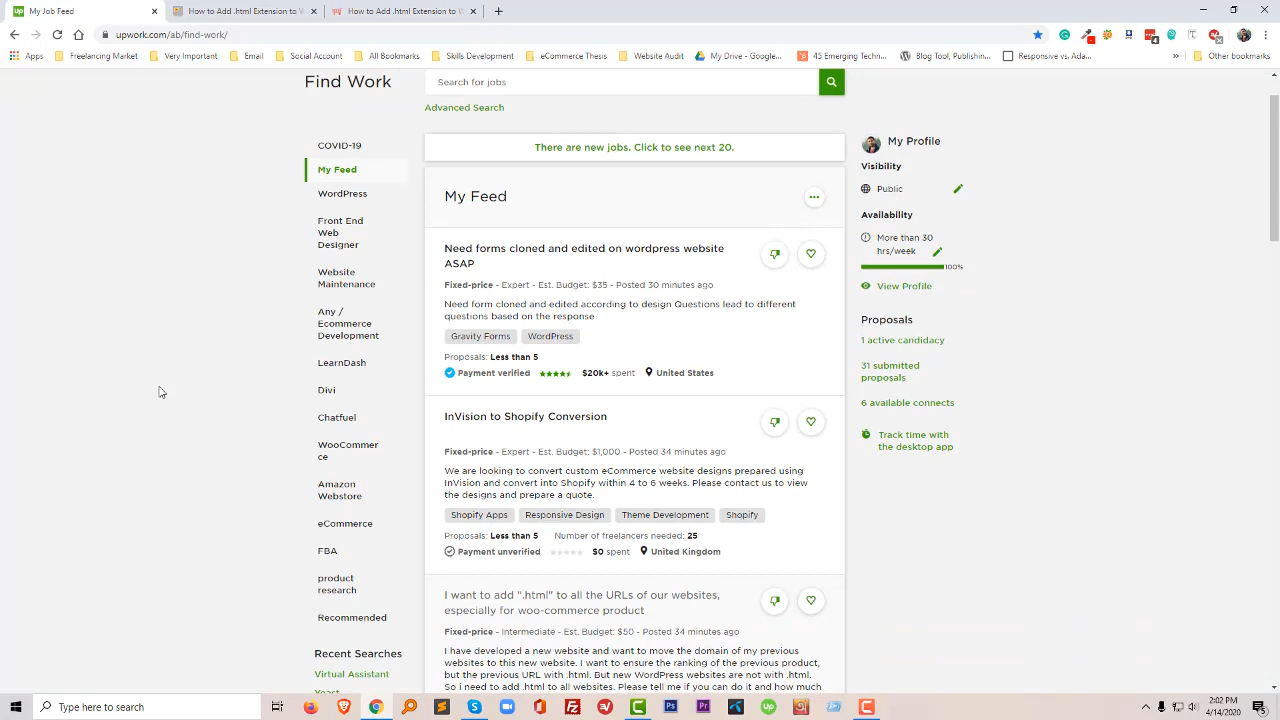 My Job Feed
How to Add .html Extension to W
How to Add .html Extension to W
upwork.com/ab/find-work/
Apps Freelancing Market Very Important Email Social Account All Bookmarks Skills Development eCommerce Thesis Website Audit My Drive - Google... 45 Emerging Tech... Blog Tool, Publishin... Responsive vs. Ada... » Other bookmarks
Find Work
Search for jobs
Advanced Search
COVID-19
My Feed
WordPress
Front End
Web
Designer
Website
Maintenance
Any /
Ecommerce
Development
LearnDash
Divi
Chatfuel
WooCommer
ce
Amazon
Webstore
eCommerce
FBA
product
research
Recommended
Recent Searches
Virtual Assistant
There are new jobs. Click to see next 20.
My Feed
Need forms cloned and edited on wordpress website
ASAP
Fixed-price - Expert - Est. Budget: $35 - Posted 30 minutes ago
Need form cloned and edited according to design Questions lead to different
questions based on the response
Gravity Forms WordPress
Proposals: Less than 5
Payment verified $20k+ spent United States
InVision to Shopify Conversion
Fixed-price - Expert - Est. Budget: $1,000 - Posted 34 minutes ago
We are looking to convert custom eCommerce website designs prepared using
InVision and convert into Shopify within 4 to 6 weeks. Please contact us to view
the designs and prepare a quote.
Shopify Apps Responsive Design Theme Development Shopify
Proposals: Less than 5 Number of freelancers needed: 25
Payment unverified $0 spent United Kingdom
I want to add ".html" to all the URLs of our websites,
especially for woo-commerce product
Fixed-price - Intermediate - Est. Budget: $50 - Posted 34 minutes ago
I have developed a new website and want to move the domain of my previous
websites to this new website. I want to ensure the ranking of the previous product,
but the previous URL with .html. But new WordPress websites are not with .html.
So i need to add .html to all websites. Please tell me if you can do it and how much
My Profile
Visibility
Public
Availability
More than 30
hrs/week
100%
View Profile
Proposals
1 active candidacy
31 submitted
proposals
6 available connects
Track time with
the desktop app
Type here to search
2:02 PM
4/14/2020